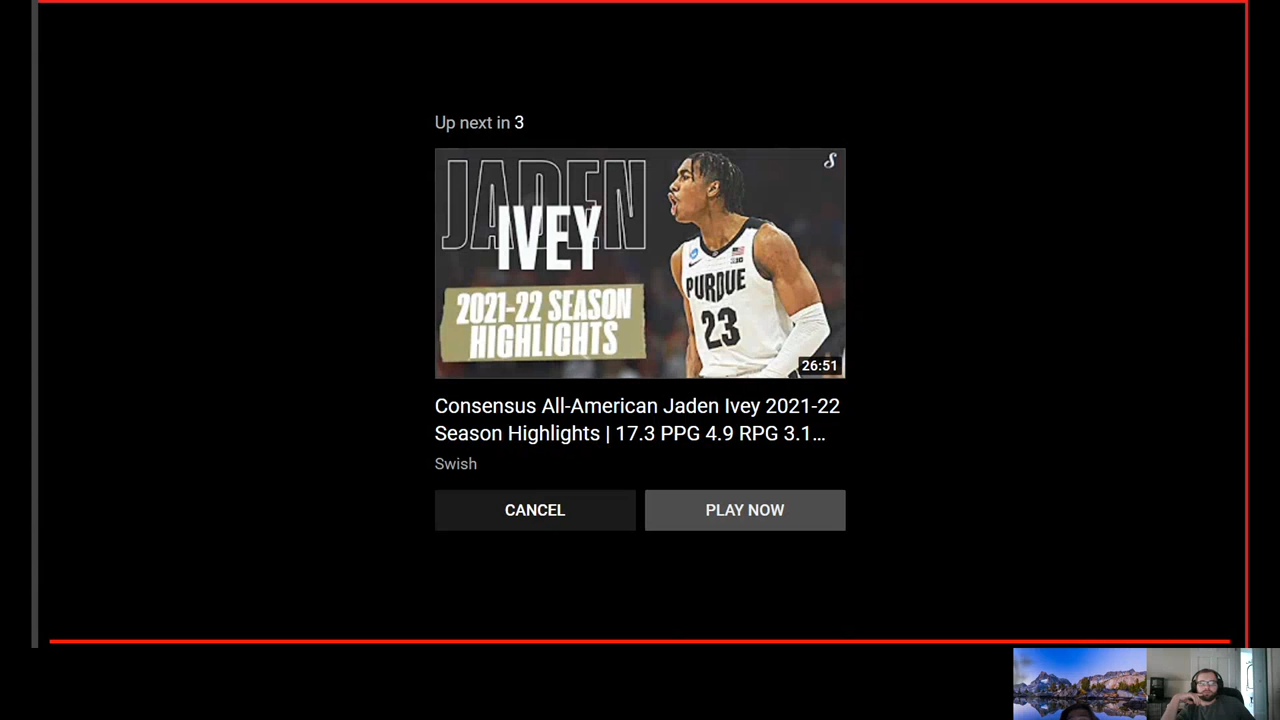 Up next in 3
JADEN
IVEY
2021-22 SEASON
HIGHLIGHTS
PURDUE
23
26:51
Consensus All-American Jaden Ivey 2021-22
Season Highlights | 17.3 PPG 4.9 RPG 3.1...
Swish
CANCEL
PLAY NOW